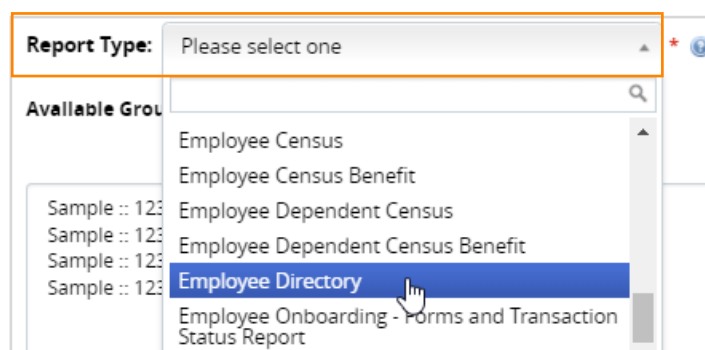 Report Type: Please select one *
Available Grou
Employee Census
Employee Census Benefit
Sample :: 123 Employee Dependent Census
Sample :: 123 Employee Dependent Census Benefit
Sample :: 123
Sample :: 123 Employee Directory
Employee Onboarding - Forms and Transaction
Status Report